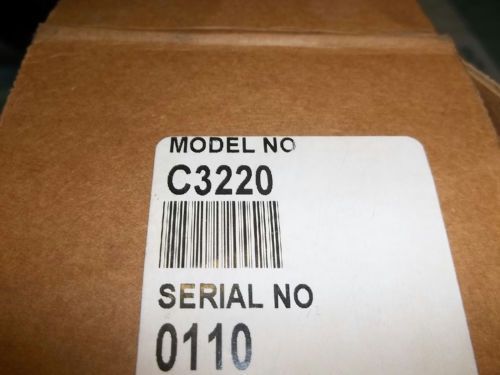 MODEL NO
C3220
SERIAL NO
0110